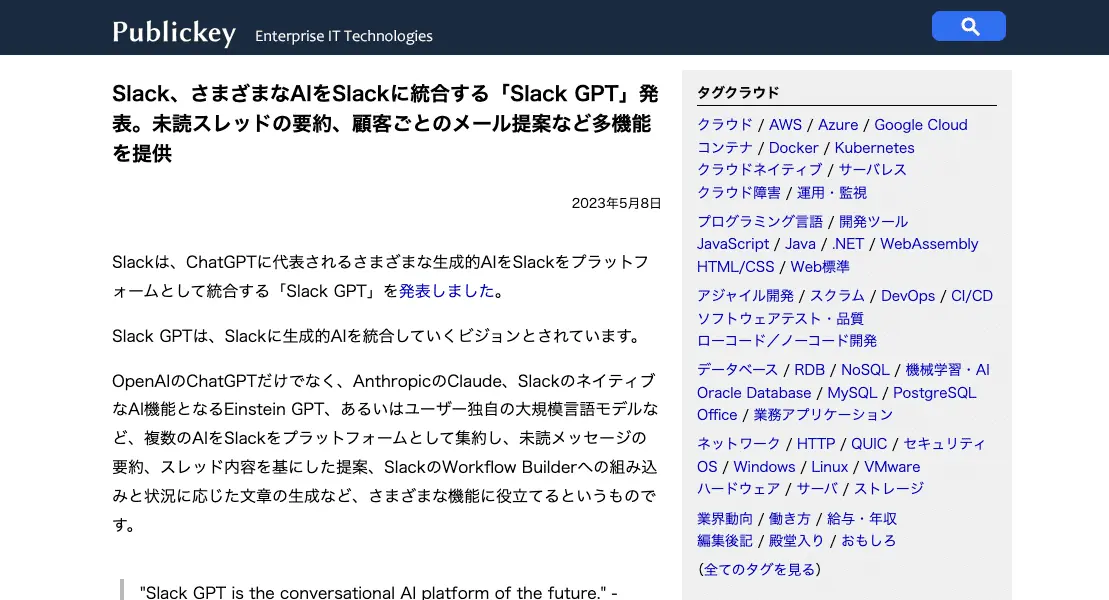 Publickey Enterprise IT Technologies
Slack、さまざまなAIをSlackに統合する「Slack GPT」発
表。未読スレッドの要約、顧客ごとのメール提案など多機能
を提供
2023年5月8日
Slackは、ChatGPTに代表されるさまざまな生成的AIをSlackをプラットフ
ォームとして統合する「Slack GPT」を発表しました。
Slack GPTは、Slackに生成的AIを統合していくビジョンとされています。
OpenAIのChatGPTだけでなく、AnthropicのClaude、Slackのネイティブ
なAI機能となるEinstein GPT、あるいはユーザー独自の大規模言語モデルな
ど、複数のAIをSlackをプラットフォームとして集約し、未読メッセージの
要約、スレッド内容を基にした提案、SlackのWorkflow Builderへの組み込
みと状況に応じた文章の生成など、さまざまな機能に役立てるというもので
す。
"Slack GPT is the conversational AI platform of the future." -
タグクラウド
クラウド / AWS / Azure / Google Cloud
コンテナ / Docker / Kubernetes
クラウドネイティブ / サーバレス
クラウド障害 / 運用・監視
プログラミング言語 / 開発ツール
JavaScript / Java / .NET / WebAssembly
HTML/CSS / Web標準
アジャイル開発 / スクラム / DevOps / CI/CD
ソフトウェアテスト・品質
ローコード／ノーコード開発
データベース / RDB / NoSQL / 機械学習・AI
Oracle Database / MySQL / PostgreSQL
Office / 業務アプリケーション
ネットワーク / HTTP / QUIC / セキュリティ
OS / Windows / Linux / VMware
ハードウェア / サーバ / ストレージ
業界動向 / 働き方 / 給与・年収
編集後記 / 殿堂入り / おもしろ
(全てのタグを見る)